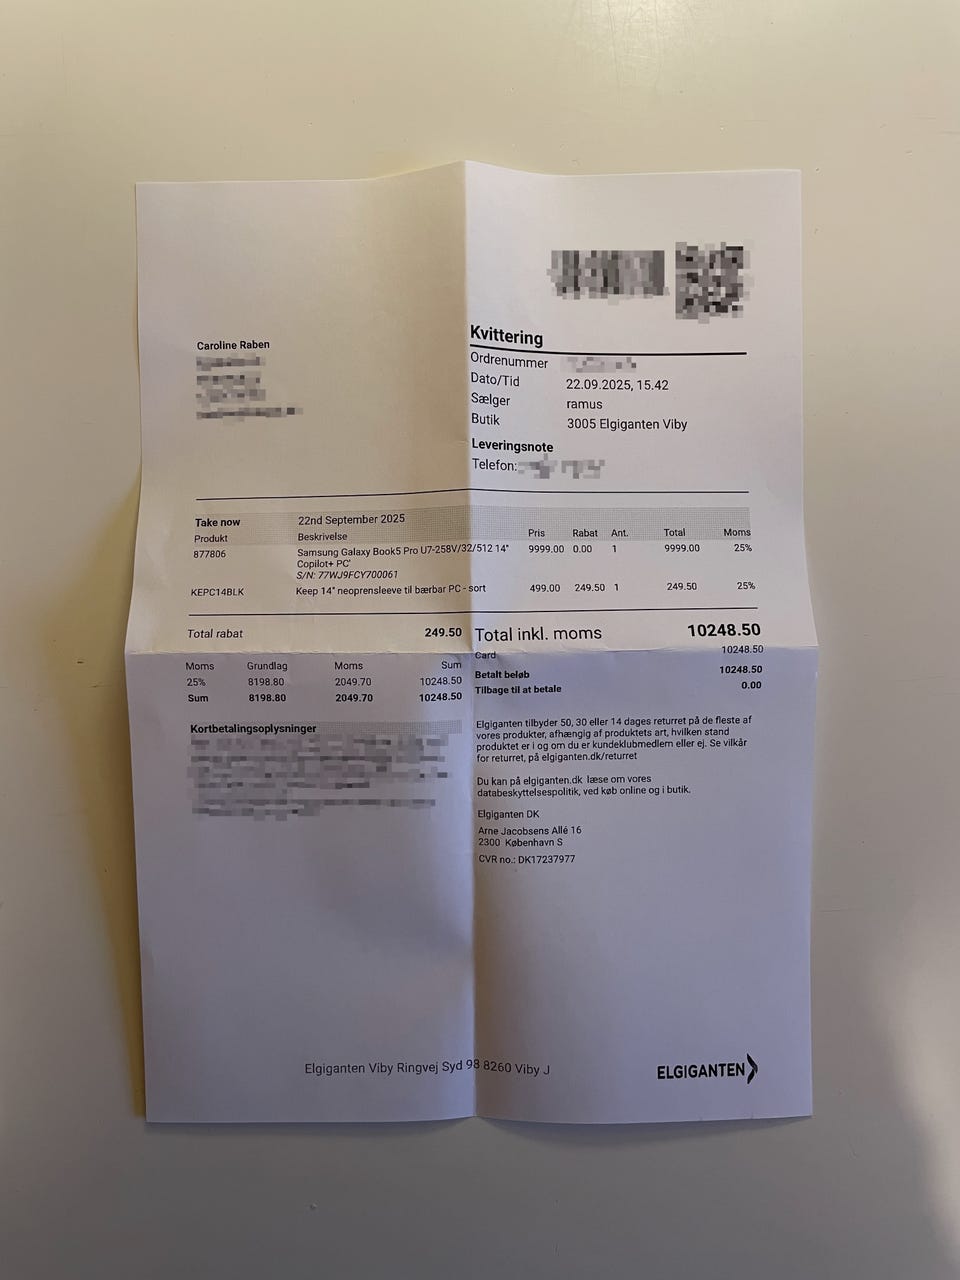 Caroline Raben
Kvittering
Ordrenummer
Dato/Tid 22.09.2025, 15.42
Sælger ramus
Butik 3005 Elgiganten Viby
Leveringsnote
Telefon:
Take now 22nd September 2025
Produkt Beskrivelse Pris Rabat Ant. Total Moms
877806 Samsung Galaxy Book5 Pro U7-258V/32/512 14" 9999.00 0.00 1 9999.00 25%
Copilot+ PC'
S/N: 77WJ9FCY700061
KEPC14BLK Keep 14" neoprensleeve til bærbar PC - sort 499.00 249.50 1 249.50 25%
Total rabat 249.50
Total inkl. moms 10248.50
Card 10248.50
Betalt beløb 10248.50
Tilbage til at betale 0.00
Moms Grundlag Moms Sum
25% 8198.80 2049.70 10248.50
Sum 8198.80 2049.70 10248.50
Kortbetalingsoplysninger
Elgiganten tilbyder 50, 30 eller 14 dages returret på de fleste af
vores produkter, afhængig af produktets art, hvilken stand
produktet er i og om du er kundeklubmedlem eller ej. Se vilkår
for returret, på elgiganten.dk/returret
Du kan på elgiganten.dk læse om vores
databeskyttelsespolitik, ved køb online og i butik.
Elgiganten DK
Arne Jacobsens Allé 16
2300 København S
CVR no.: DK17237977
Elgiganten Viby Ringvej Syd 98 8260 Viby J
ELGIGANTEN